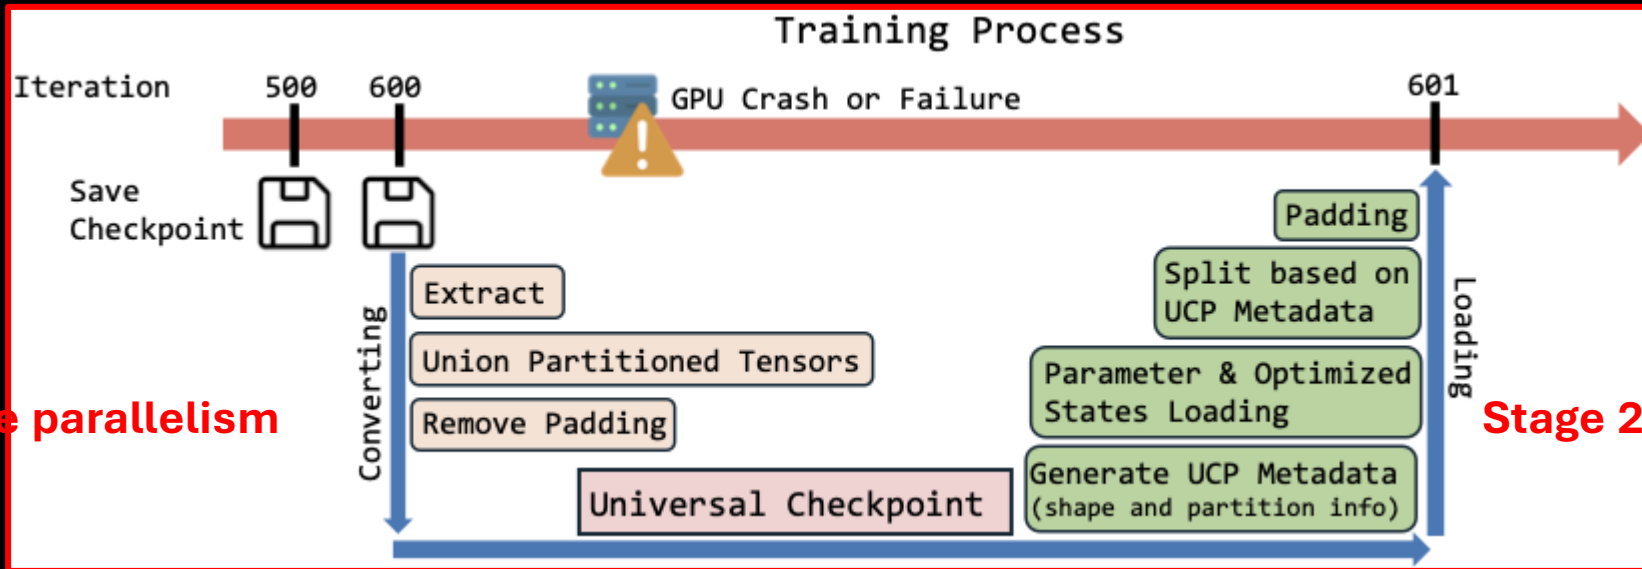 Training Process
Iteration
500
600
GPU Crash or Failure
601
Save
Checkpoint
Converting
Extract
Union Partitioned Tensors
Remove Padding
Universal Checkpoint
Padding
Split based on
UCP Metadata
Parameter & Optimized
States Loading
Generate UCP Metadata
(shape and partition info)
Loading
parallelism
Stage 2